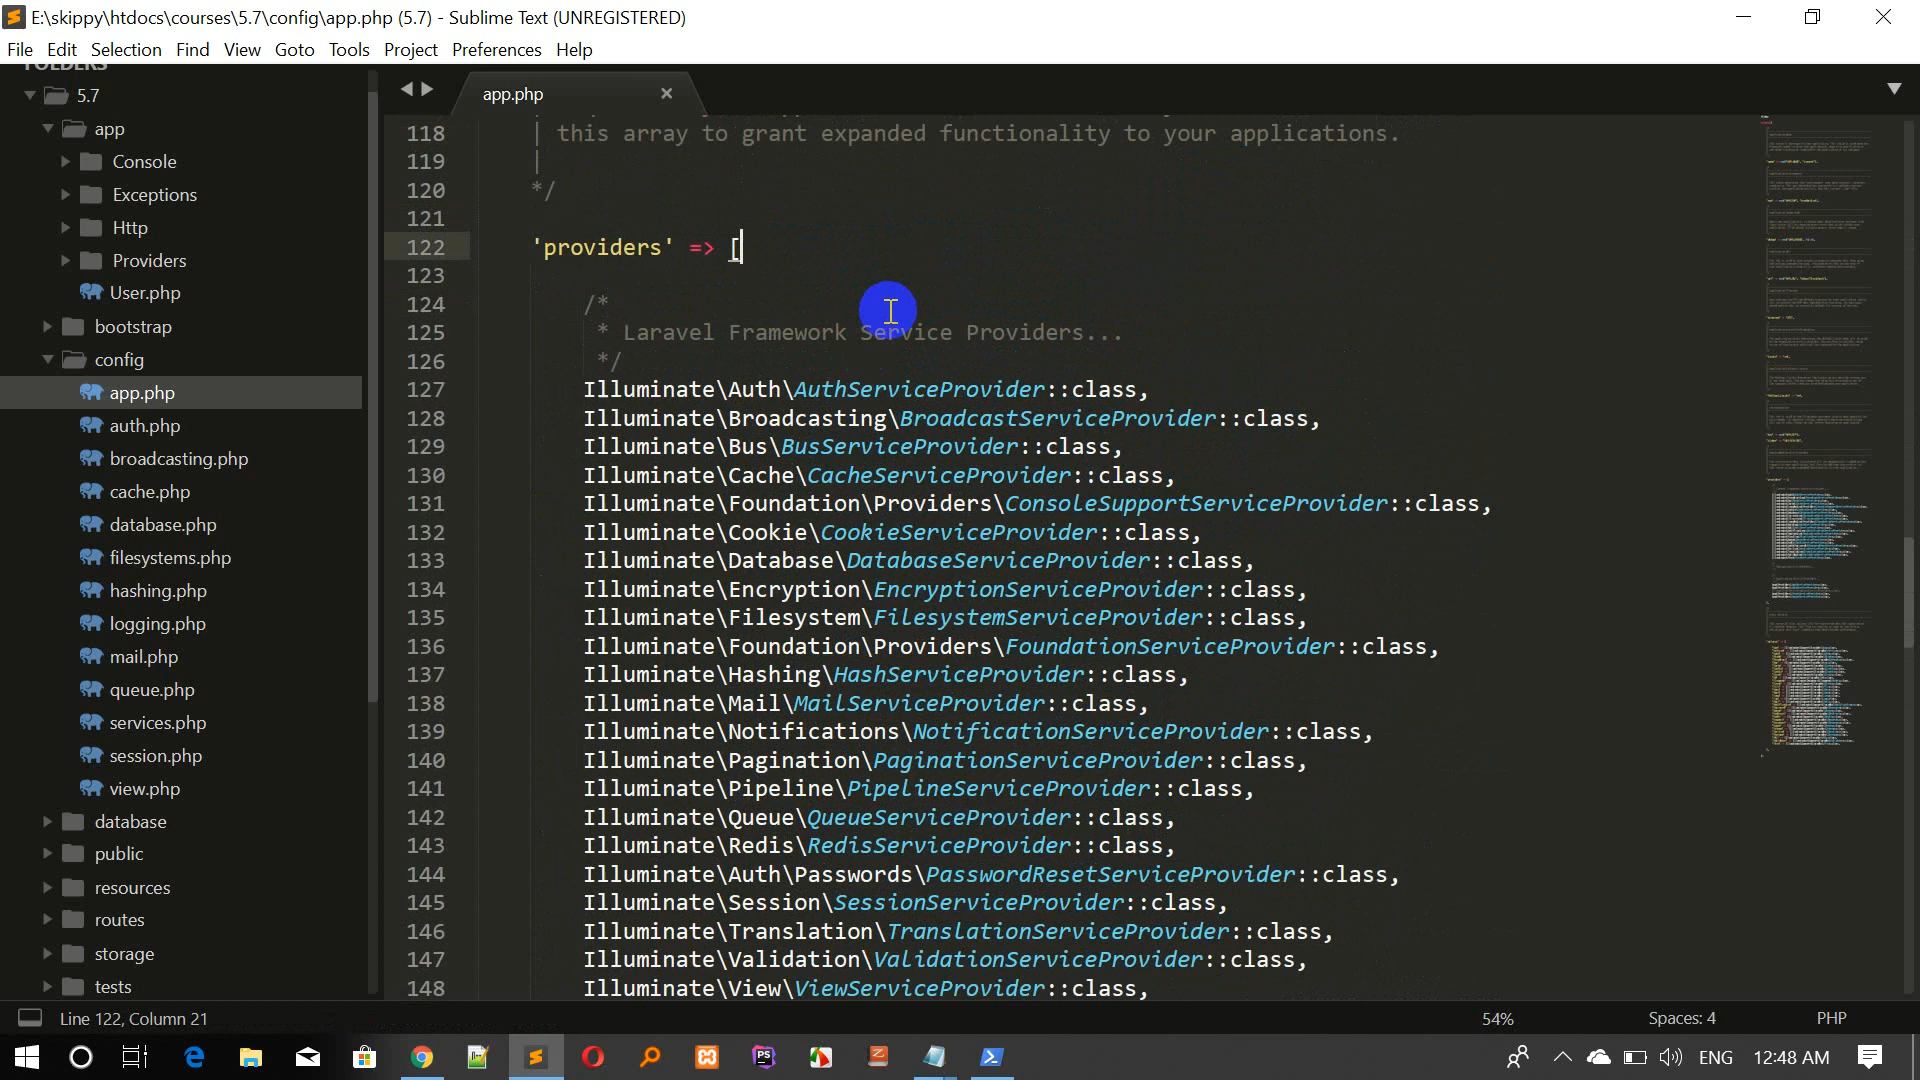 E:\skippy\htdocs\courses\5.7\config\app.php (5.7) - Sublime Text (UNREGISTERED)
File Edit Selection Find View Goto Tools Project Preferences Help
FOLDERS
5.7
app
Console
Exceptions
Http
Providers
User.php
bootstrap
config
app.php
auth.php
broadcasting.php
cache.php
database.php
filesystems.php
hashing.php
logging.php
mail.php
queue.php
services.php
session.php
view.php
database
public
resources
routes
storage
tests
app.php
118 | this array to grant expanded functionality to your applications.
119 |
120 */
121
122 'providers' => [
123
124 /*
125 * Laravel Framework Service Providers...
126 */
127 Illuminate\Auth\AuthServiceProvider::class,
128 Illuminate\Broadcasting\BroadcastServiceProvider::class,
129 Illuminate\Bus\BusServiceProvider::class,
130 Illuminate\Cache\CacheServiceProvider::class,
131 Illuminate\Foundation\Providers\ConsoleSupportServiceProvider::class,
132 Illuminate\Cookie\CookieServiceProvider::class,
133 Illuminate\Database\DatabaseServiceProvider::class,
134 Illuminate\Encryption\EncryptionServiceProvider::class,
135 Illuminate\Filesystem\FilesystemServiceProvider::class,
136 Illuminate\Foundation\Providers\FoundationServiceProvider::class,
137 Illuminate\Hashing\HashServiceProvider::class,
138 Illuminate\Mail\MailServiceProvider::class,
139 Illuminate\Notifications\NotificationServiceProvider::class,
140 Illuminate\Pagination\PaginationServiceProvider::class,
141 Illuminate\Pipeline\PipelineServiceProvider::class,
142 Illuminate\Queue\QueueServiceProvider::class,
143 Illuminate\Redis\RedisServiceProvider::class,
144 Illuminate\Auth\Passwords\PasswordResetServiceProvider::class,
145 Illuminate\Session\SessionServiceProvider::class,
146 Illuminate\Translation\TranslationServiceProvider::class,
147 Illuminate\Validation\ValidationServiceProvider::class,
148 Illuminate\View\ViewServiceProvider::class,
Line 122, Column 21 54% Spaces: 4 PHP
ENG 12:48 AM